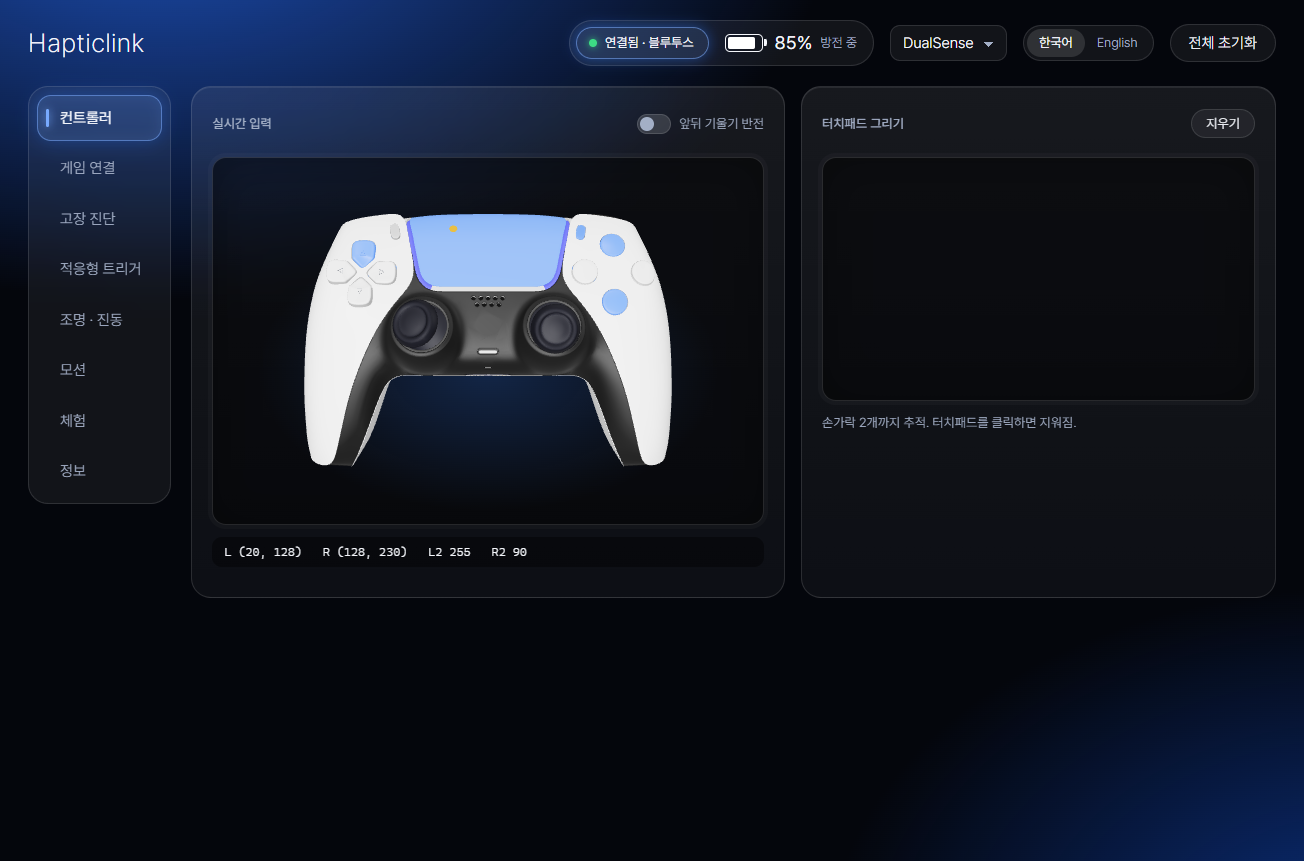 Hapticlink
연결됨 · 블루투스
85% 방전 중
DualSense
한국어 English
전체 초기화
컨트롤러
게임 연결
고장 진단
적응형 트리거
조명 · 진동
모션
체험
정보
실시간 입력
앞뒤 기울기 반전
L (20, 128) R (128, 230) L2 255 R2 90
터치패드 그리기
지우기
손가락 2개까지 추적. 터치패드를 클릭하면 지워짐.